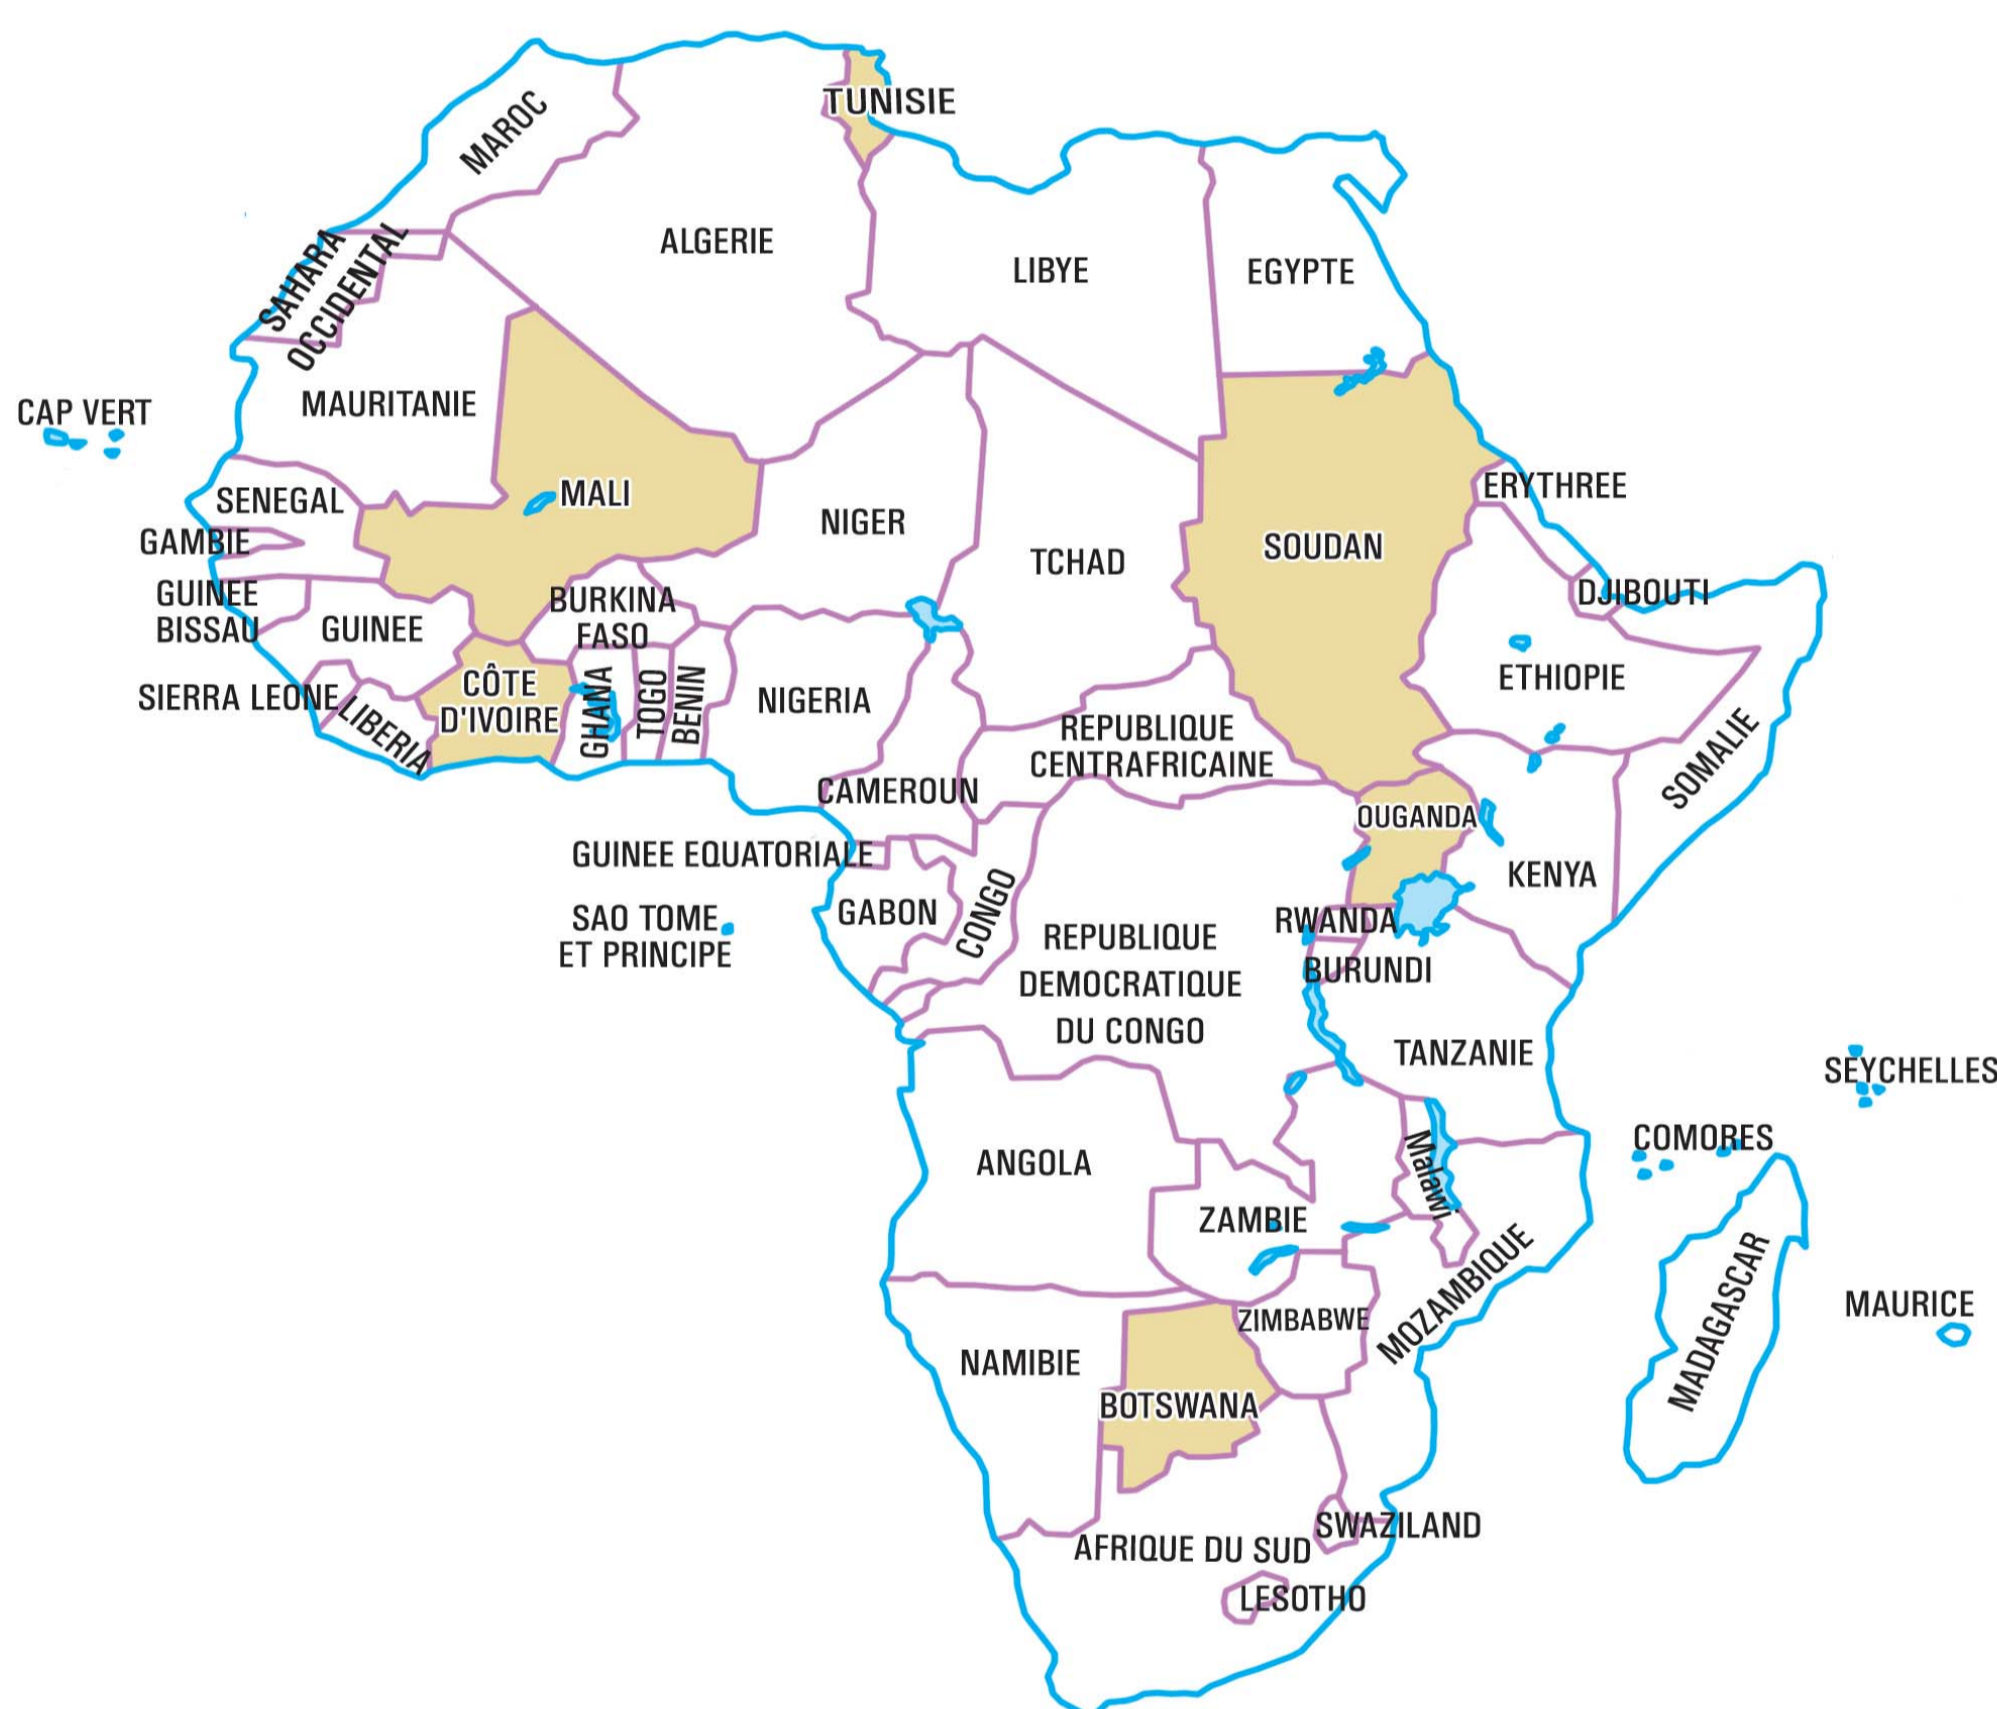 TUNISIE
MAROC
ALGERIE
LIBYE
EGYPTE
SAHARA
OCCIDENTAL
MAURITANIE
CAP VERT
MALI
SENEGAL
GAMBIE
GUINEE
BISSAU
GUINEE
SIERRA LEONE
LIBERIA
CÔTE
D'IVOIRE
BURKINA
FASO
GHANA
TOGO
BENIN
NIGER
NIGERIA
TCHAD
SOUDAN
ERYTHREE
DJIBOUTI
ETHIOPIE
SOMALIE
REPUBLIQUE
CENTRAFRICAINE
CAMEROUN
GUINEE EQUATORIALE
SAO TOME
ET PRINCIPE
GABON
CONGO
REPUBLIQUE
DEMOCRATIQUE
DU CONGO
OUGANDA
KENYA
RWANDA
BURUNDI
TANZANIE
SEYCHELLES
COMORES
ANGOLA
ZAMBIE
Malawi
MOZAMBIQUE
MADAGASCAR
MAURICE
ZIMBABWE
NAMIBIE
BOTSWANA
SWAZILAND
AFRIQUE DU SUD
LESOTHO